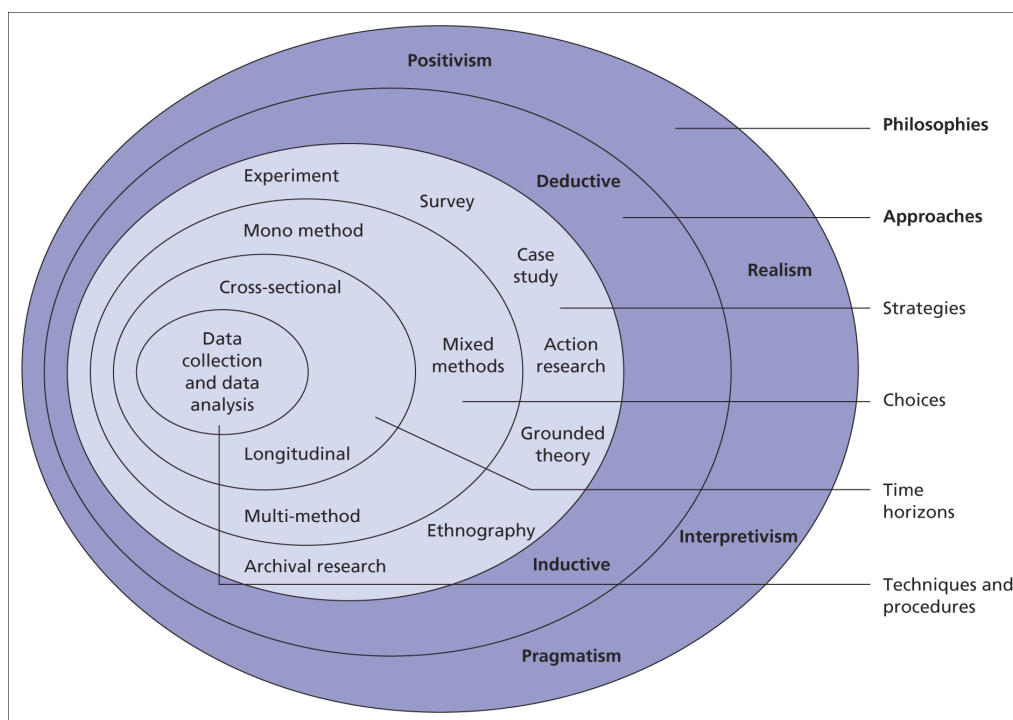 Positivism
Philosophies
Experiment
Deductive
Survey
Approaches
Mono method
Case
study
Realism
Cross-sectional
Strategies
Data
collection
and data
analysis
Mixed
methods
Action
research
Choices
Grounded
theory
Longitudinal
Time
horizons
Multi-method
Ethnography
Interpretivism
Archival research
Inductive
Techniques and
procedures
Pragmatism